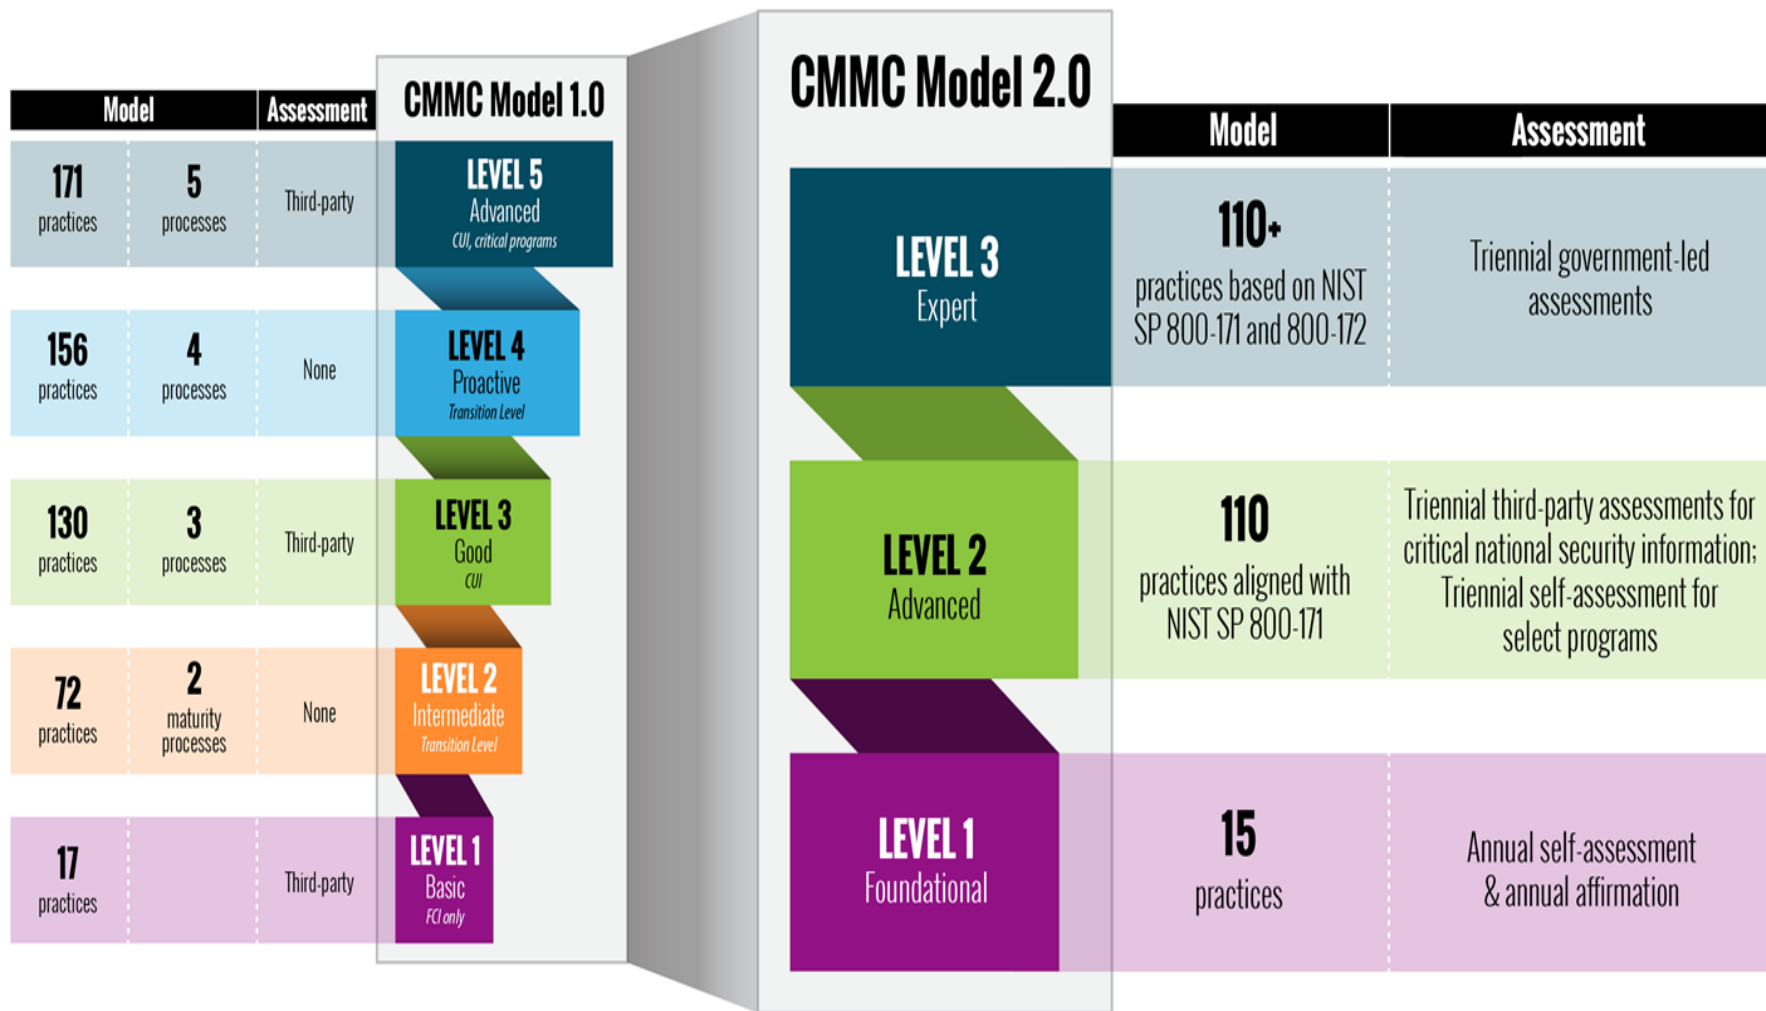 Model
Assessment
CMMC Model 1.0
171
practices
5
processes
Third-party
LEVEL 5
Advanced
CUI, critical programs
156
practices
4
processes
None
LEVEL 4
Proactive
Transition Level
130
practices
3
processes
Third-party
LEVEL 3
Good
CUI
72
practices
2
maturity
processes
None
LEVEL 2
Intermediate
Transition Level
17
practices
Third-party
LEVEL 1
Basic
FCI only
CMMC Model 2.0
Model
Assessment
LEVEL 3
Expert
110+
practices based on NIST
SP 800-171 and 800-172
Triennial government-led
assessments
LEVEL 2
Advanced
110
practices aligned with
NIST SP 800-171
Triennial third-party assessments for
critical national security information;
Triennial self-assessment for
select programs
LEVEL 1
Foundational
15
practices
Annual self-assessment
& annual affirmation